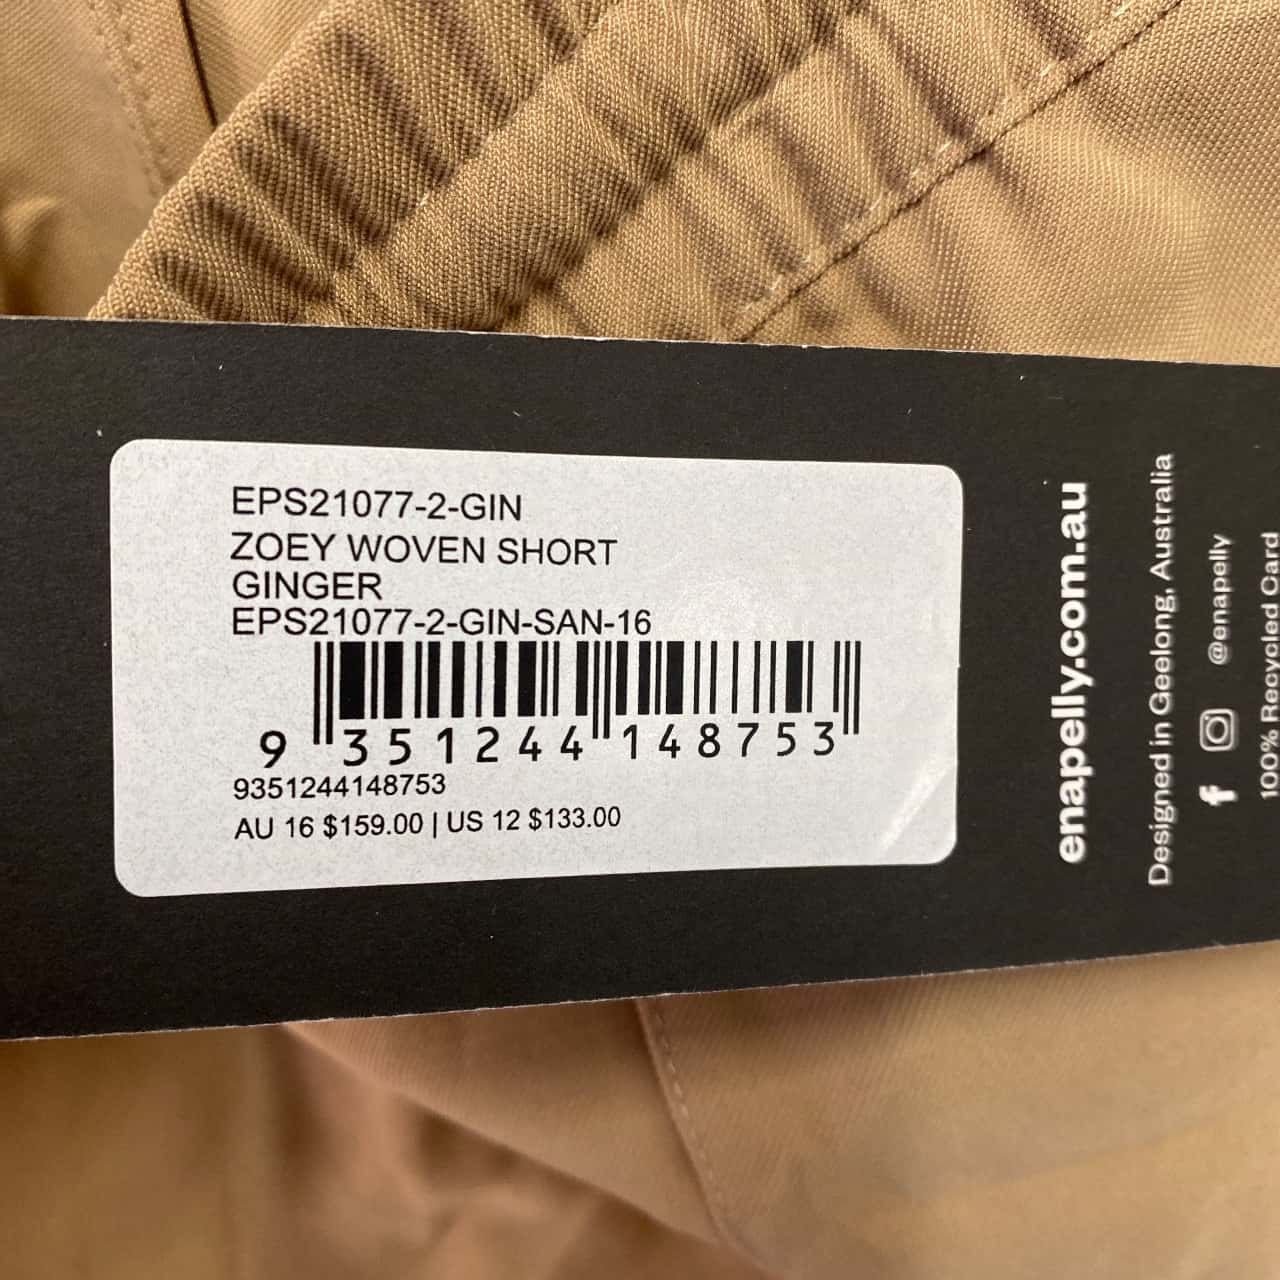 EPS21077-2-GIN
ZOEY WOVEN SHORT
GINGER
EPS21077-2-GIN-SAN-16
9 351244 148753
9351244148753
AU 16 $159.00 | US 12 $133.00
enapelly.com.au
Designed in Geelong, Australia
f @enapelly
100% Recycled Card